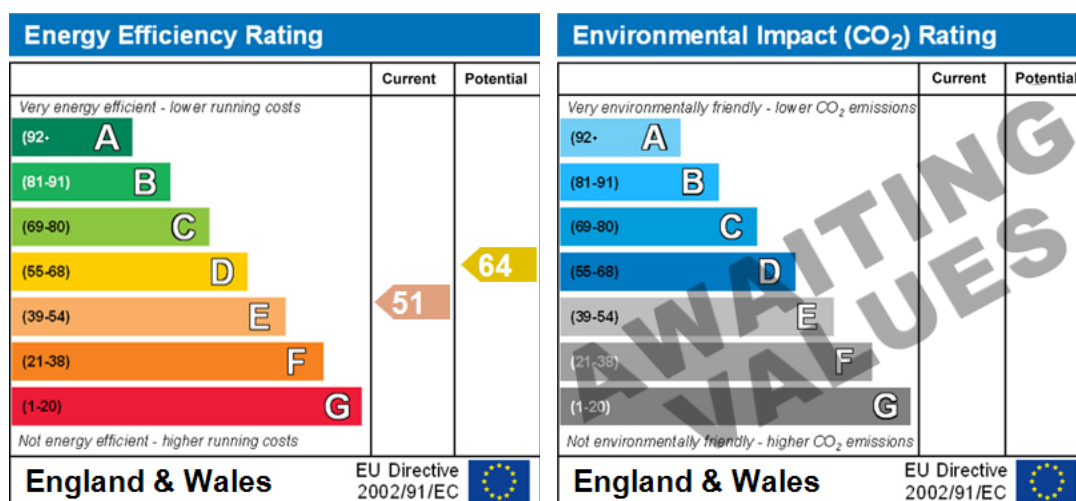 Energy Efficiency Rating
Current Potential
Very energy efficient - lower running costs
(92+ A
(81-91) B
(69-80) C
(55-68) D
64
(39-54) E
51
(21-38) F
(1-20) G
Not energy efficient - higher running costs
England & Wales
EU Directive
2002/91/EC
Environmental Impact (CO₂) Rating
Current Potential
Very environmentally friendly - lower CO₂ emissions
(92+ A
(81-91) B
(69-80) C
(55-68) D
(39-54) E
(21-38) F
(1-20) G
AWAITING
VALUES
Not environmentally friendly - higher CO₂ emissions
England & Wales
EU Directive
2002/91/EC